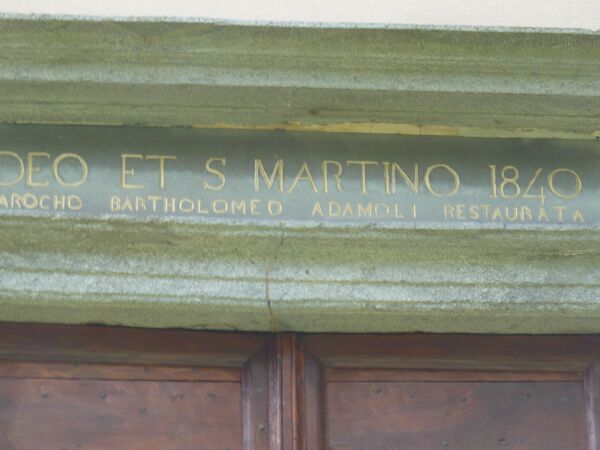 DEO ET S. MARTINO 1840
AROCHO BARTHOLOMEO ADAMOLI RESTAURATA